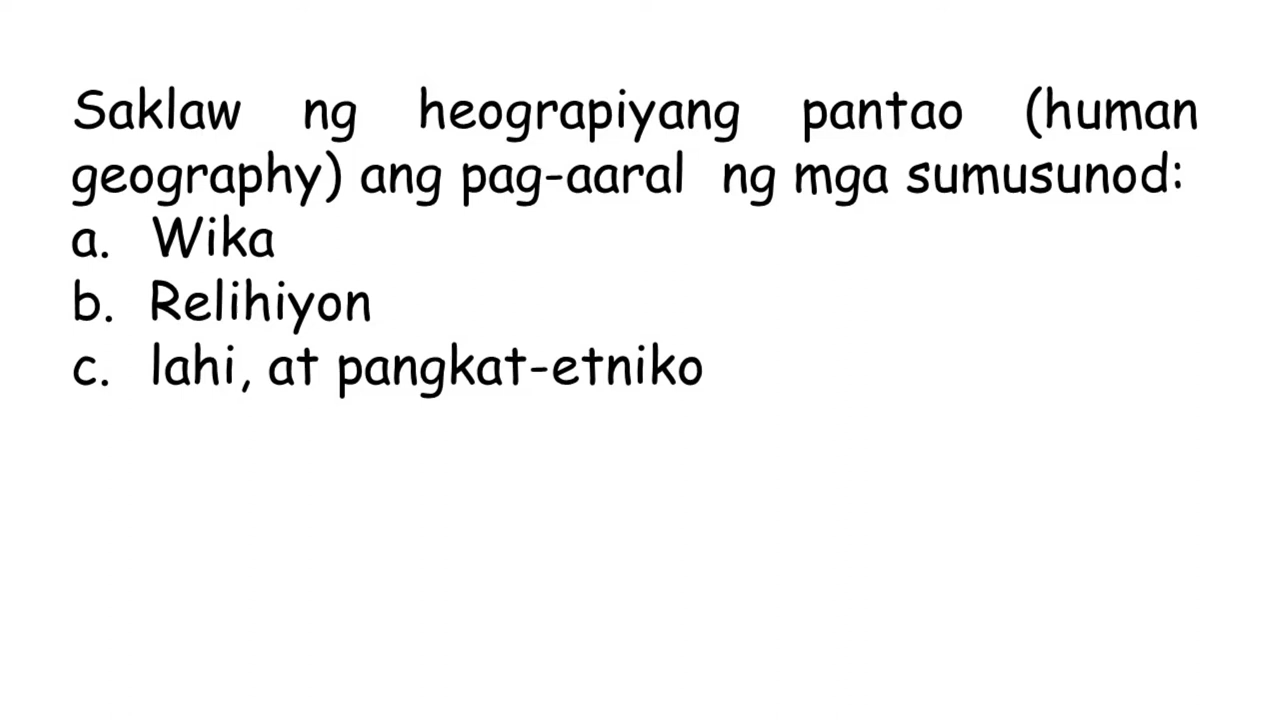 Saklaw ng heograpiyang pantao (human
geography) ang pag-aaral ng mga sumusunod:
a. Wika
b. Relihiyon
c. lahi, at pangkat-etniko